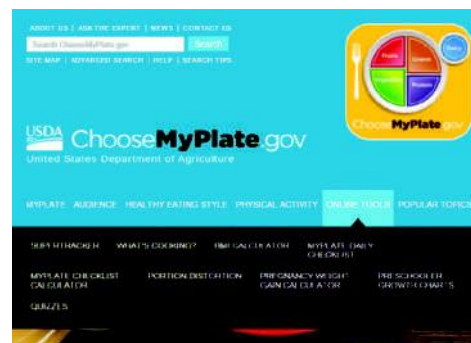 ABOUT US | ASK THE EXPERT | NEWS | CONTACT US
Search ChooseMyPlate.gov
Search
SITE MAP | ADVANCED SEARCH | HELP | SEARCH TIPS
Fruits
Grains
Dairy
Vegetables
Protein
ChooseMyPlate.gov
USDA ChooseMyPlate.gov
United States Department of Agriculture
MYPLATE AUDIENCE HEALTHY EATING STYLE PHYSICAL ACTIVITY ONLINE TOOLS POPULAR TOPICS
SUPERTRACKER WHAT'S COOKING? BMI CALCULATOR MYPLATE DAILY
CHECKLIST
MYPLATE CHECKLIST PORTION DISTORTION PREGNANCY WEIGHT PRESCHOOLER
CALCULATOR GAIN CALCULATOR GROWTH CHARTS
QUIZZES